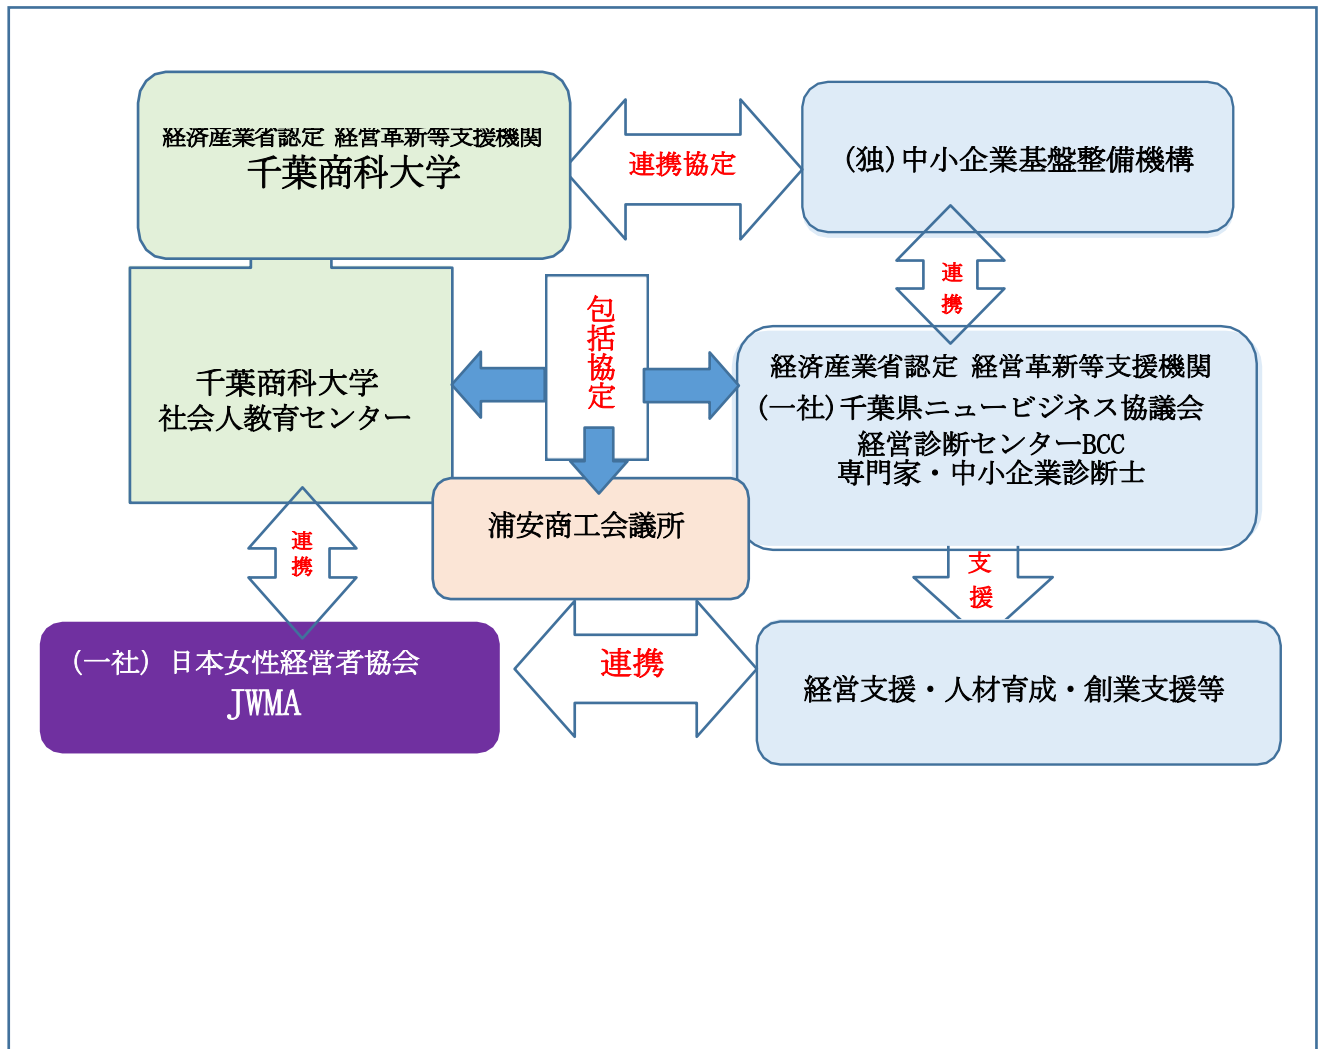 経済産業省認定 経営革新等支援機関
千葉商科大学
連携協定
(独)中小企業基盤整備機構
連
携
包括協定
千葉商科大学
社会人教育センター
経済産業省認定 経営革新等支援機関
(一社)千葉県ニュービジネス協議会
経営診断センターBCC
専門家・中小企業診断士
浦安商工会議所
連
携
支
援
(一社) 日本女性経営者協会
JWMA
連携
経営支援・人材育成・創業支援等